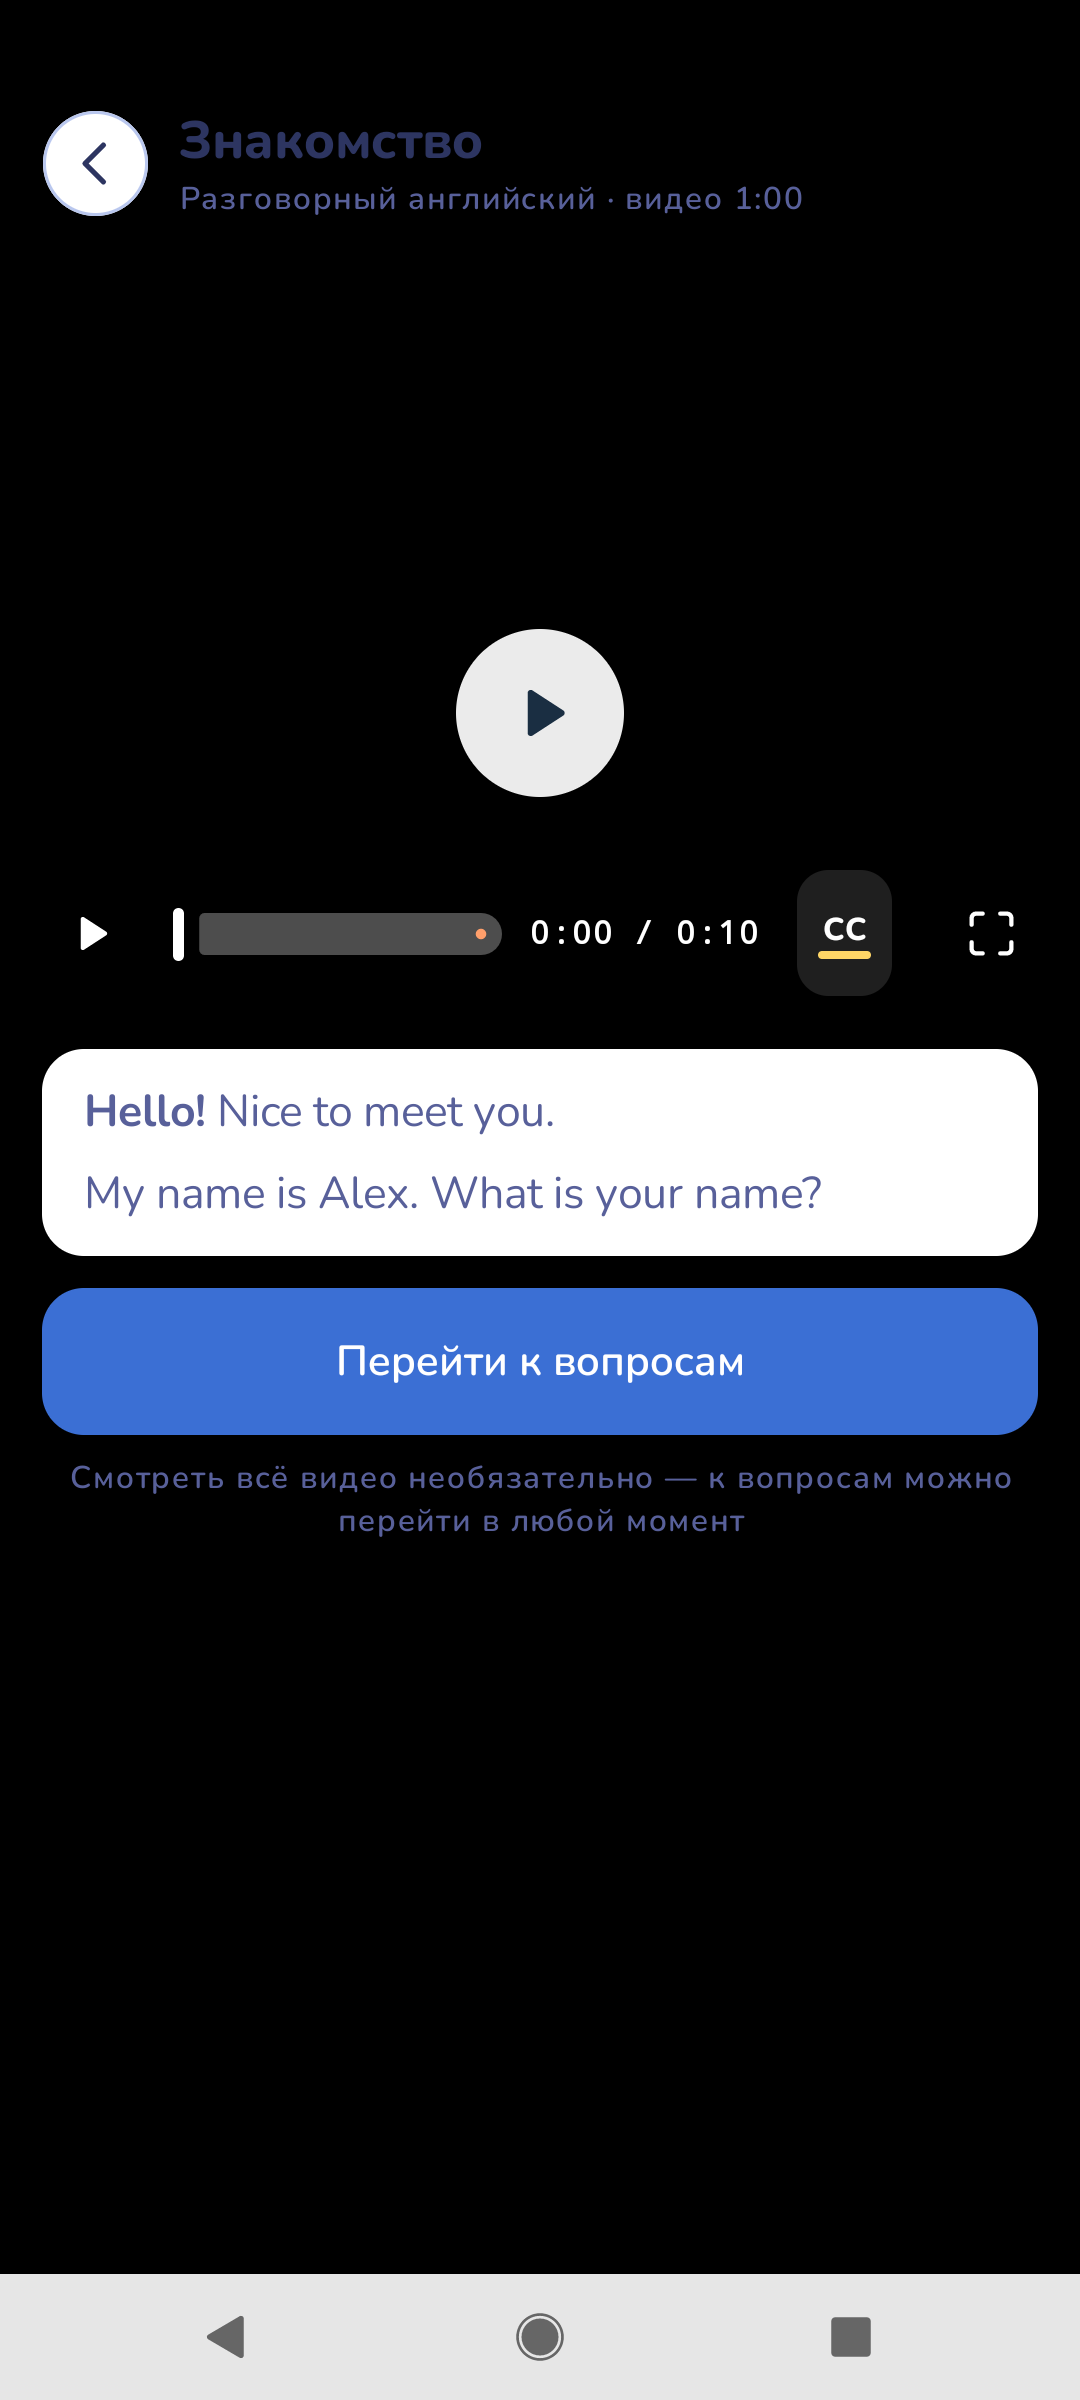 Знакомство
Разговорный английский · видео 1:00
0:00 / 0:10
CC
Hello! Nice to meet you.
My name is Alex. What is your name?
Перейти к вопросам
Смотреть всё видео необязательно — к вопросам можно
перейти в любой момент